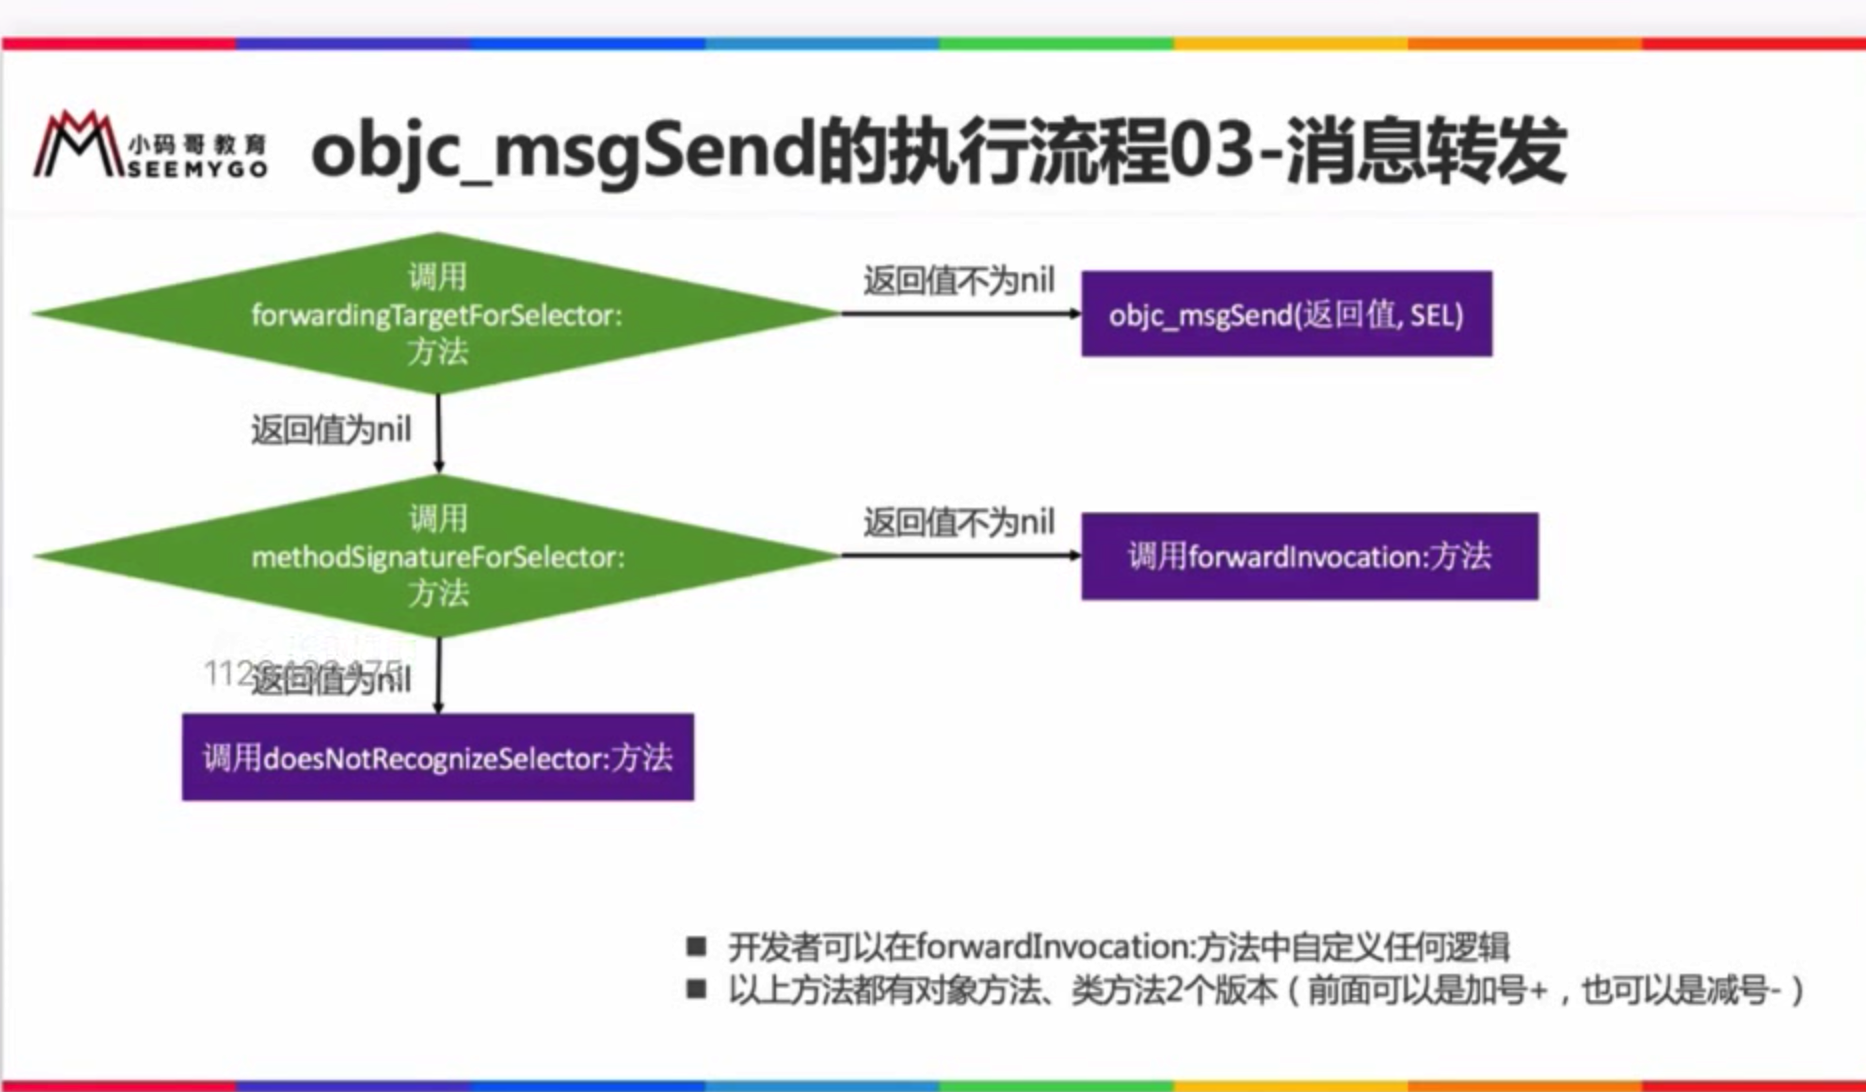 小码哥教育
SEEMYGO
objc_msgSend的执行流程03-消息转发
调用
forwardingTargetForSelector:
方法
返回值不为nil
objc_msgSend(返回值, SEL)
返回值为nil
调用
methodSignatureForSelector:
方法
返回值不为nil
调用forwardInvocation:方法
返回值为nil
调用doesNotRecognizeSelector:方法
■ 开发者可以在forwardInvocation:方法中自定义任何逻辑
■ 以上方法都有对象方法、类方法2个版本（前面可以是加号+，也可以是减号-）